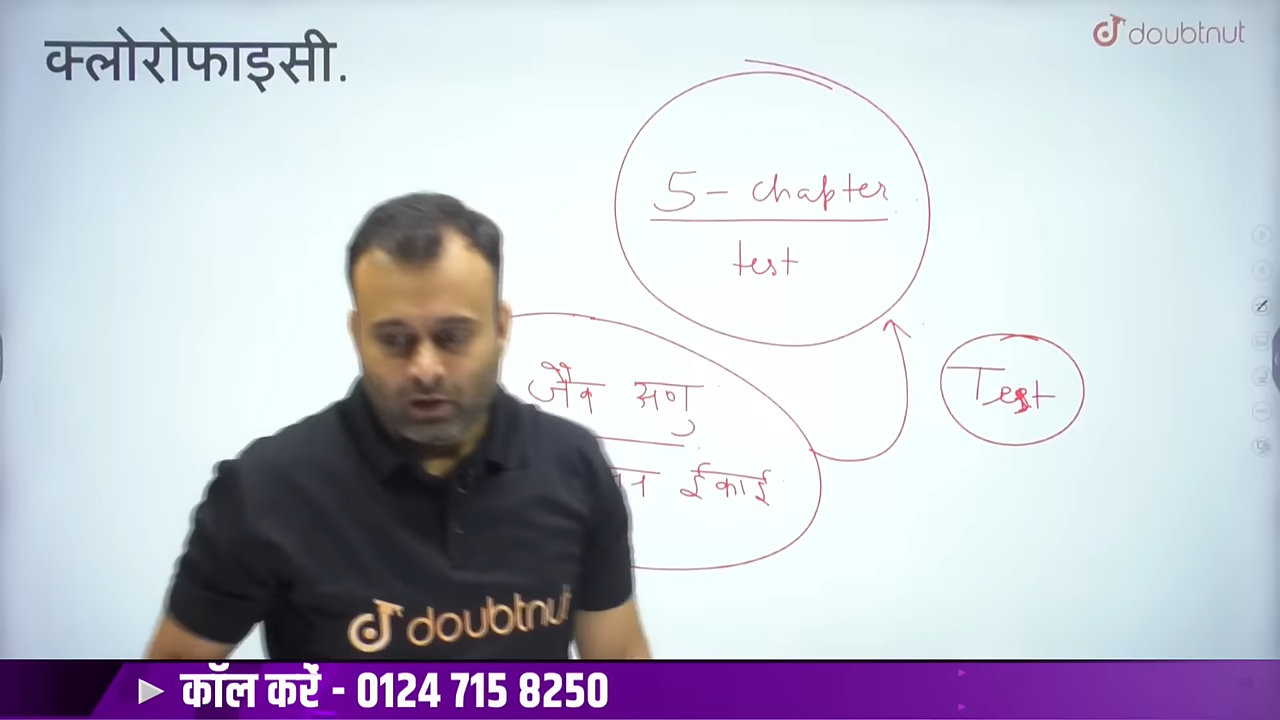 क्लोरोफाइसी.
doubtnut
5 - chapter
test
जैव अणु
ईकाई
Test
doubtnut
कॉल करें - 0124 715 8250